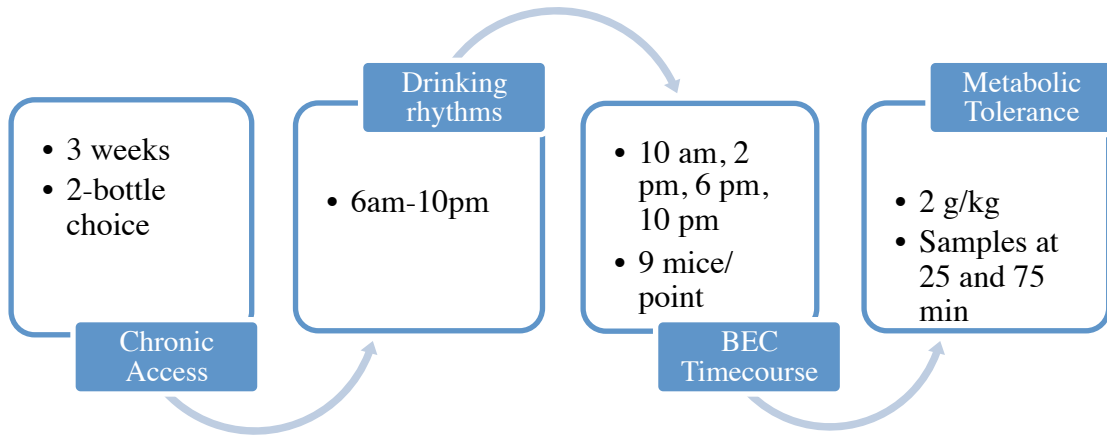 • 3 weeks
• 2-bottle
choice
Chronic
Access
Drinking
rhythms
• 6am-10pm
• 10 am, 2
pm, 6 pm,
10 pm
• 9 mice/
point
BEC
Timecourse
Metabolic
Tolerance
• 2 g/kg
• Samples at
25 and 75
min